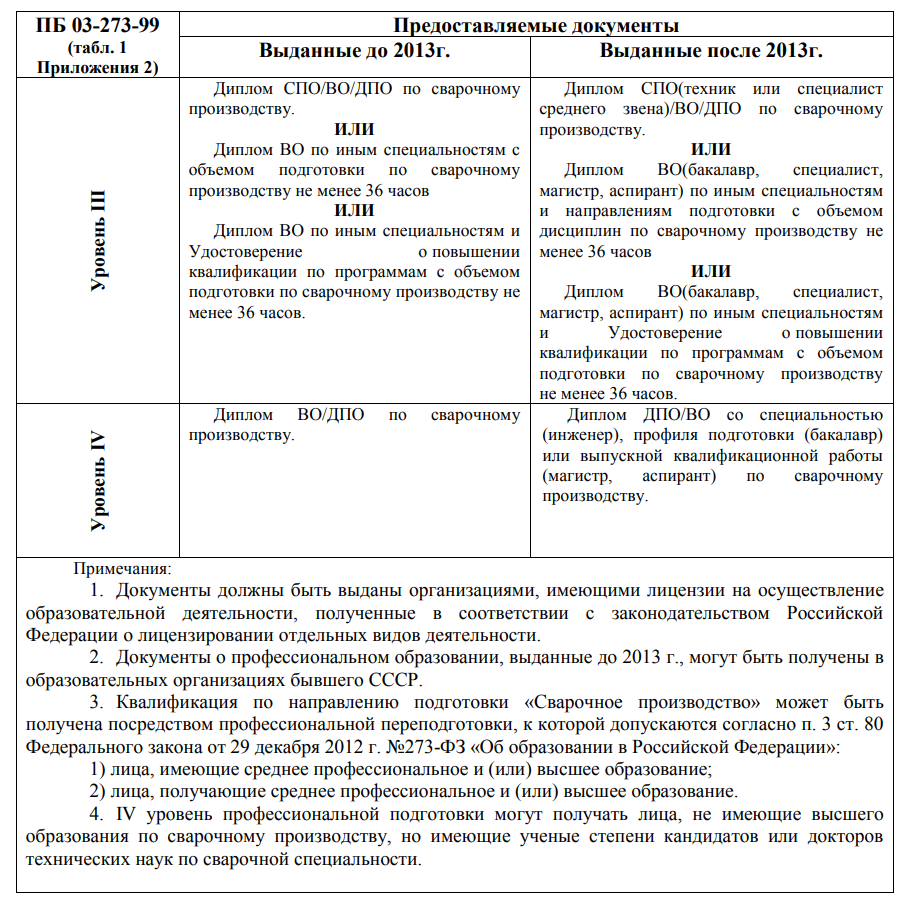 ПБ 03-273-99
(табл. 1
Приложения 2)
Предоставляемые документы
Выданные до 2013г.
Выданные после 2013г.
Уровень III
Диплом СПО/ВО/ДПО по сварочному
производству.
ИЛИ
Диплом ВО по иным специальностям с
объемом подготовки по сварочному
производству не менее 36 часов
ИЛИ
Диплом ВО по иным специальностям и
Удостоверение о повышении
квалификации по программам с объемом
подготовки по сварочному производству не
менее 36 часов.
Диплом СПО(техник или специалист
среднего звена)/ВО/ДПО по сварочному
производству.
ИЛИ
Диплом ВО(бакалавр, специалист,
магистр, аспирант) по иным специальностям
и направлениям подготовки с объемом
дисциплин по сварочному производству не
менее 36 часов
ИЛИ
Диплом ВО(бакалавр, специалист,
магистр, аспирант) по иным специальностям
и Удостоверение о повышении
квалификации по программам с объемом
подготовки по сварочному производству
не менее 36 часов.
Уровень IV
Диплом ВО/ДПО по сварочному
производству.
Диплом ДПО/ВО со специальностью
(инженер), профиля подготовки (бакалавр)
или выпускной квалификационной работы
(магистр, аспирант) по сварочному
производству.
Примечания:
1. Документы должны быть выданы организациями, имеющими лицензии на осуществление
образовательной деятельности, полученные в соответствии с законодательством Российской
Федерации о лицензировании отдельных видов деятельности.
2. Документы о профессиональном образовании, выданные до 2013 г., могут быть получены в
образовательных организациях бывшего СССР.
3. Квалификация по направлению подготовки «Сварочное производство» может быть
получена посредством профессиональной переподготовки, к которой допускаются согласно п. 3 ст. 80
Федерального закона от 29 декабря 2012 г. №273-ФЗ «Об образовании в Российской Федерации»:
1) лица, имеющие среднее профессиональное и (или) высшее образование;
2) лица, получающие среднее профессиональное и (или) высшее образование.
4. IV уровень профессиональной подготовки могут получать лица, не имеющие высшего
образования по сварочному производству, но имеющие ученые степени кандидатов или докторов
технических наук по сварочной специальности.